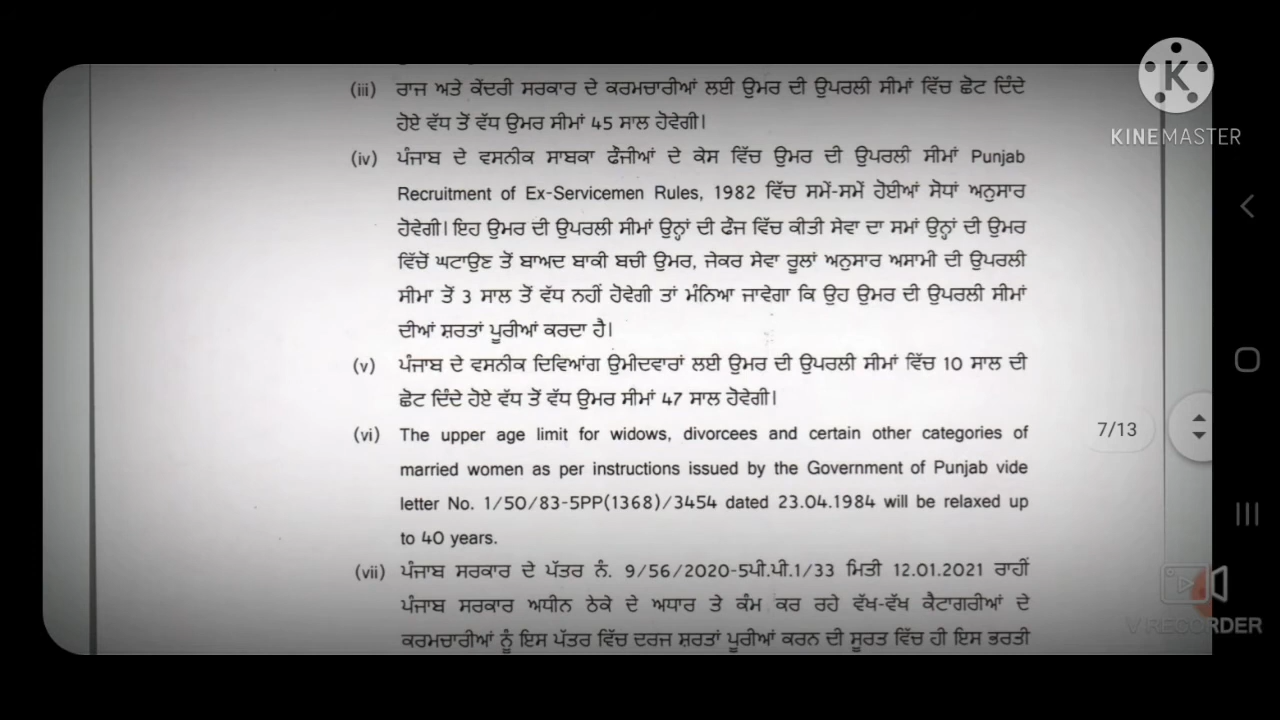 (iii) ਰਾਜ ਅਤੇ ਕੇਂਦਰੀ ਸਰਕਾਰ ਦੇ ਕਰਮਚਾਰੀਆਂ ਲਈ ਉਮਰ ਦੀ ਉਪਰਲੀ ਸੀਮਾਂ ਵਿੱਚ ਛੋਟ ਦਿੰਦੇ
ਹੋਏ ਵੱਧ ਤੋਂ ਵੱਧ ਉਮਰ ਸੀਮਾਂ 45 ਸਾਲ ਹੋਵੇਗੀ।
(iv) ਪੰਜਾਬ ਦੇ ਵਸਨੀਕ ਸਾਬਕਾ ਫੌਜੀਆਂ ਦੇ ਕੇਸ ਵਿੱਚ ਉਮਰ ਦੀ ਉਪਰਲੀ ਸੀਮਾਂ Punjab
Recruitment of Ex-Servicemen Rules, 1982 ਵਿੱਚ ਸਮੇਂ-ਸਮੇਂ ਹੋਈਆਂ ਸੋਧਾਂ ਅਨੁਸਾਰ
ਹੋਵੇਗੀ। ਇਹ ਉਮਰ ਦੀ ਉਪਰਲੀ ਸੀਮਾਂ ਉਨ੍ਹਾਂ ਦੀ ਫੌਜ ਵਿੱਚ ਕੀਤੀ ਸੇਵਾ ਦਾ ਸਮਾਂ ਉਨ੍ਹਾਂ ਦੀ ਉਮਰ
ਵਿੱਚੋਂ ਘਟਾਉਣ ਤੋਂ ਬਾਅਦ ਬਾਕੀ ਬਚੀ ਉਮਰ, ਜੇਕਰ ਸੇਵਾ ਰੂਲਾਂ ਅਨੁਸਾਰ ਅਸਾਮੀ ਦੀ ਉਪਰਲੀ
ਸੀਮਾ ਤੋਂ 3 ਸਾਲ ਤੋਂ ਵੱਧ ਨਹੀਂ ਹੋਵੇਗੀ ਤਾਂ ਮੰਨਿਆ ਜਾਵੇਗਾ ਕਿ ਉਹ ਉਮਰ ਦੀ ਉਪਰਲੀ ਸੀਮਾਂ
ਦੀਆਂ ਸ਼ਰਤਾਂ ਪੂਰੀਆਂ ਕਰਦਾ ਹੈ।
(v) ਪੰਜਾਬ ਦੇ ਵਸਨੀਕ ਦਿਵਿਆਂਗ ਉਮੀਦਵਾਰਾਂ ਲਈ ਉਮਰ ਦੀ ਉਪਰਲੀ ਸੀਮਾਂ ਵਿੱਚ 10 ਸਾਲ ਦੀ
ਛੋਟ ਦਿੰਦੇ ਹੋਏ ਵੱਧ ਤੋਂ ਵੱਧ ਉਮਰ ਸੀਮਾਂ 47 ਸਾਲ ਹੋਵੇਗੀ।
(vi) The upper age limit for widows, divorcees and certain other categories of
married women as per instructions issued by the Government of Punjab vide
letter No. 1/50/83-5PP(1368)/3454 dated 23.04.1984 will be relaxed up
to 40 years.
(vii) ਪੰਜਾਬ ਸਰਕਾਰ ਦੇ ਪੱਤਰ ਨੰ. 9/56/2020-5ਪੀ.ਪੀ.1/33 ਮਿਤੀ 12.01.2021 ਰਾਹੀਂ
ਪੰਜਾਬ ਸਰਕਾਰ ਅਧੀਨ ਠੇਕੇ ਦੇ ਅਧਾਰ ਤੇ ਕੰਮ ਕਰ ਰਹੇ ਵੱਖ-ਵੱਖ ਕੈਟਾਗਰੀਆਂ ਦੇ
ਕਰਮਚਾਰੀਆਂ ਨੂੰ ਇਸ ਪੱਤਰ ਵਿੱਚ ਦਰਜ ਸ਼ਰਤਾਂ ਪੂਰੀਆਂ ਕਰਨ ਦੀ ਸੂਰਤ ਵਿੱਚ ਹੀ ਇਸ ਭਰਤੀ
7/13
K
KINEMASTER
V RECORDER